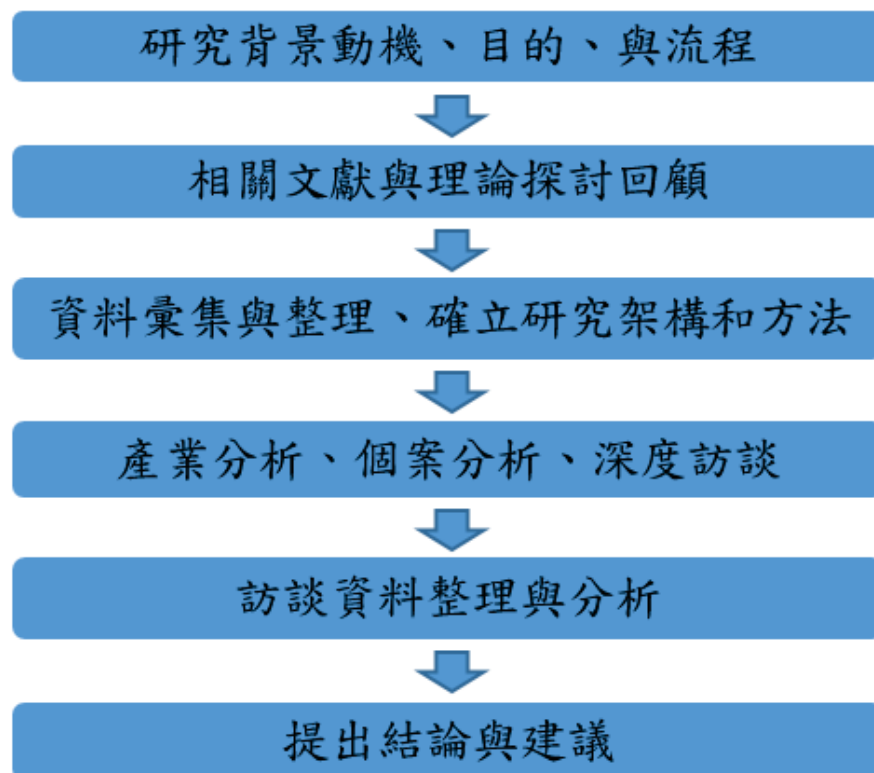 研究背景動機、目的、與流程
相關文獻與理論探討回顧
資料彙集與整理、確立研究架構和方法
產業分析、個案分析、深度訪談
訪談資料整理與分析
提出結論與建議